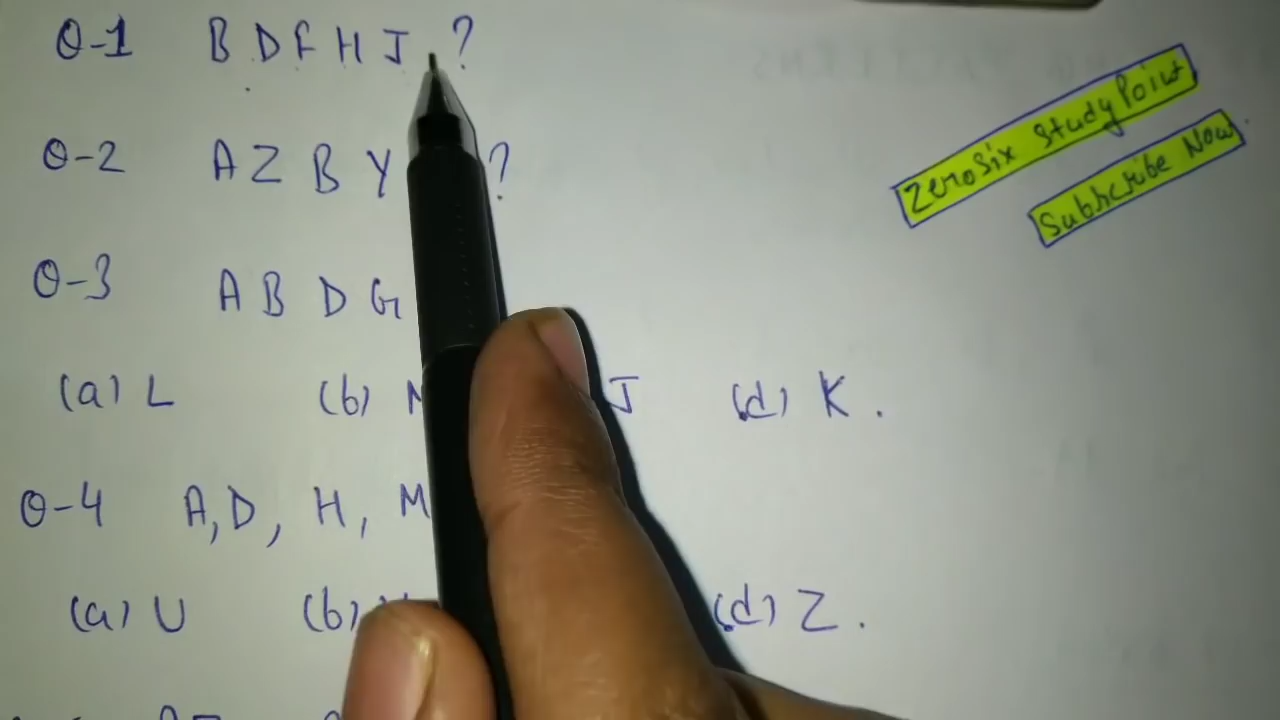 Q-1 B D F H J ?
ZeroSix Study Point
Subscribe Now
Q-2 A Z B Y ?
Q-3 A B D G
(a) L (b) J (d) K.
Q-4 A, D, H, M
(a) U (b) (d) Z.